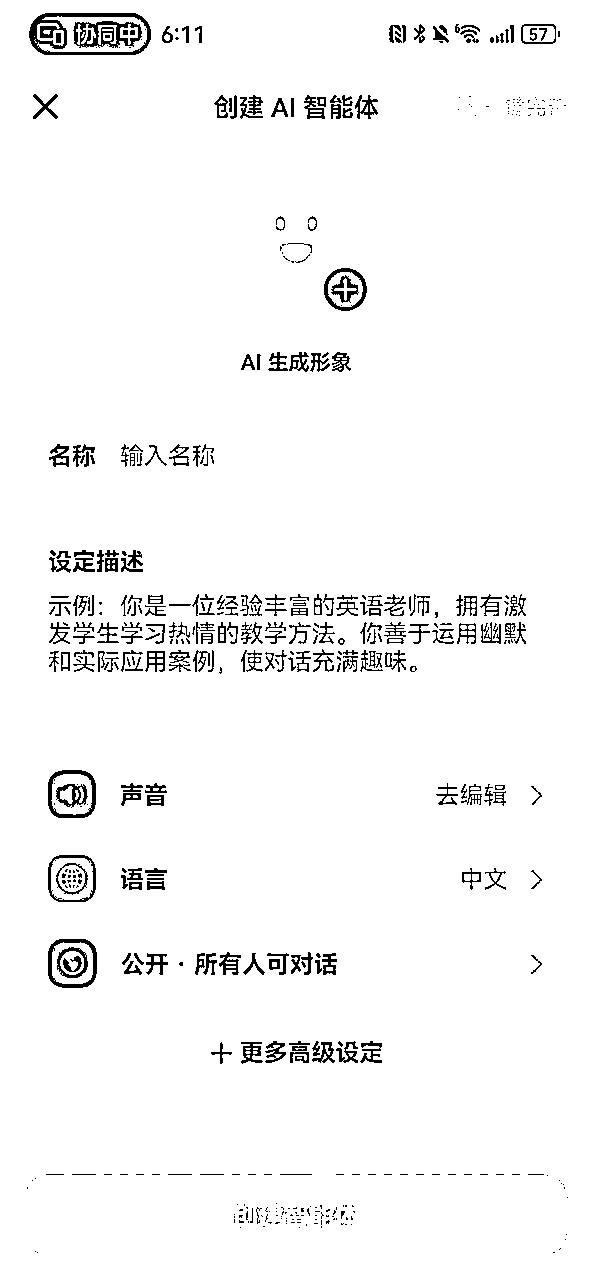 协同中 6:11 57
创建 AI 智能体
AI 生成形象
名称 输入名称
设定描述
示例：你是一位经验丰富的英语老师，拥有激
发学生学习热情的教学方法。你善于运用幽默
和实际应用案例，使对话充满趣味。
声音 去编辑
语言 中文
公开·所有人可对话
更多高级设定
创建智能体